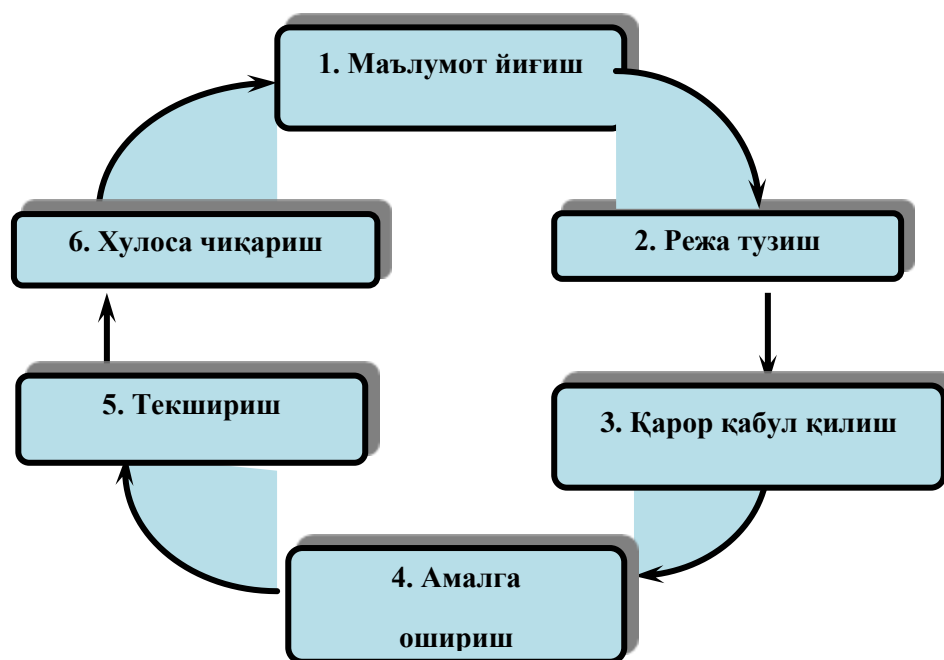 1. Маълумот йиғиш
2. Режа тузиш
3. Қарор қабул қилиш
4. Амалга
ошириш
5. Текшириш
6. Хулоса чиқариш